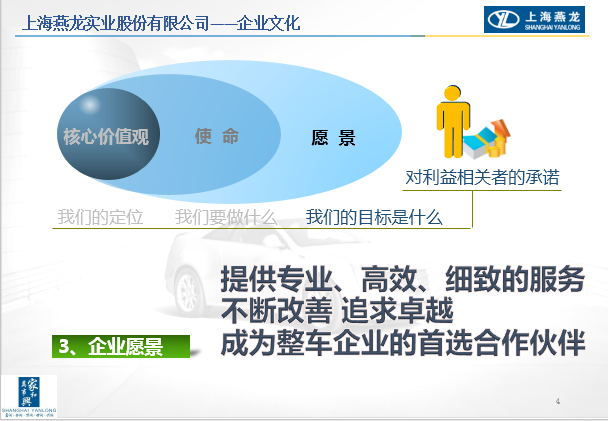 上海燕龙实业股份有限公司——企业文化
上海燕龙
SHANGHAI YANLONG
核心价值观
使 命
愿 景
对利益相关者的承诺
我们的定位 我们要做什么 我们的目标是什么
提供专业、高效、细致的服务
不断改善 追求卓越
成为整车企业的首选合作伙伴
3、企业愿景
家和
萬事興
SHANGHAI YANLONG
4